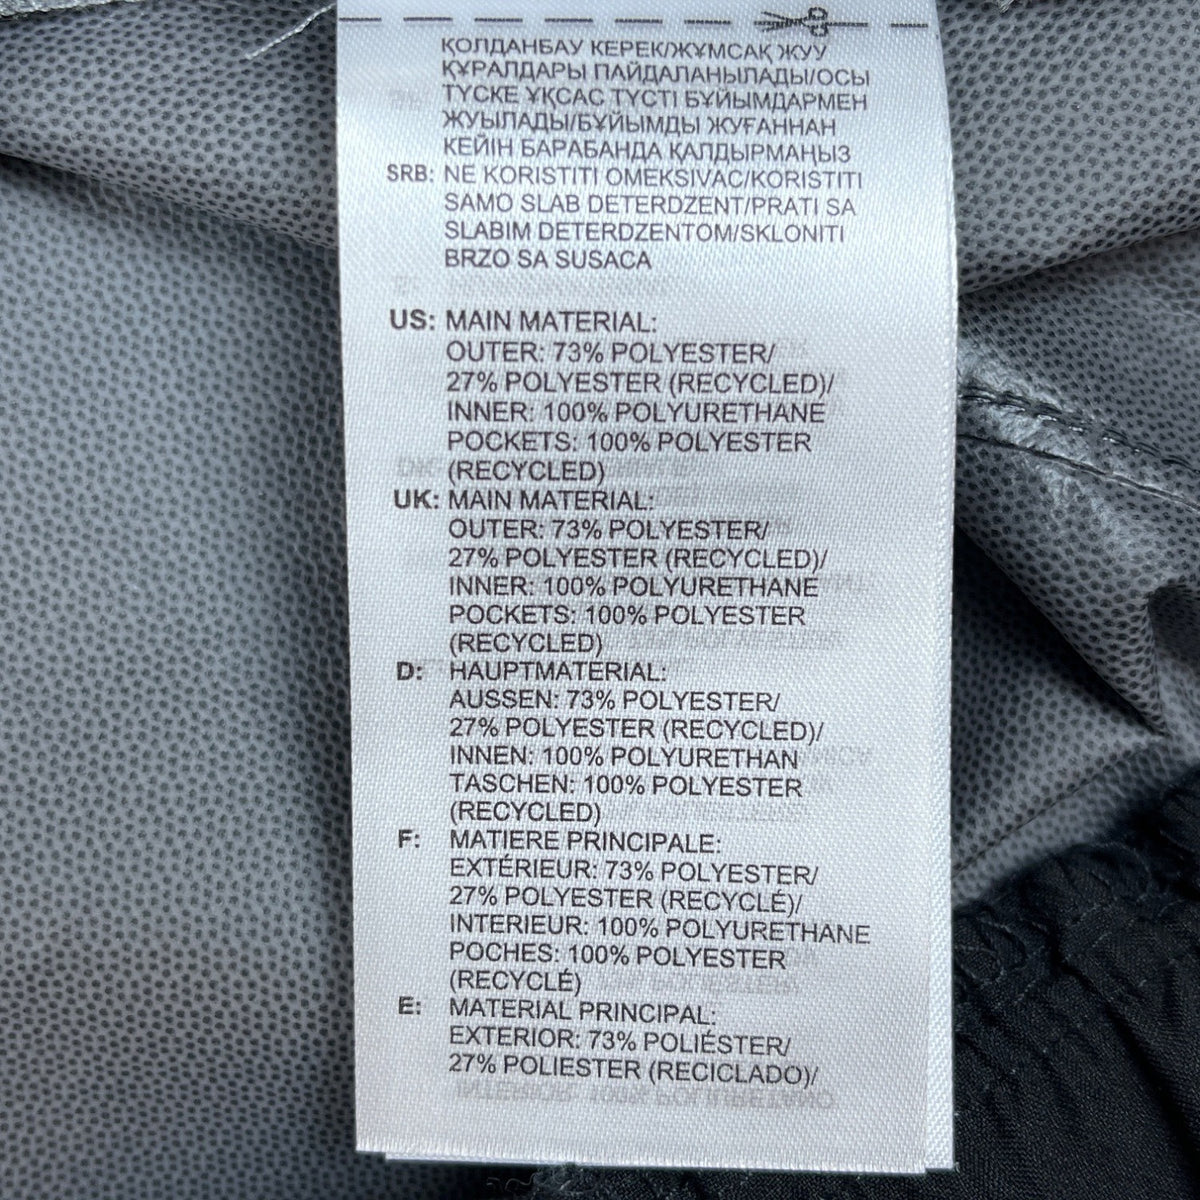 ҚОЛДАНБАУ КЕРЕК/ЖҰМСАҚ ЖУУ
ҚҰРАЛДАРЫ ПАЙДАЛАНЫЛАДЫ/ОСЫ
ТҮСКЕ ҰҚСАС ТҮСТІ БҰЙЫМДАРМЕН
ЖУЫЛАДЫ/БҰЙЫМДЫ ЖУҒАННАН
КЕЙІН БАРАБАНДА ҚАЛДЫРМАҢЫЗ
SRB: NE KORISTITI OMEKSIVAC/KORISTITI
SAMO SLAB DETERDZENT/PRATI SA
SLABIM DETERDZENTOM/SKLONITI
BRZO SA SUSACA
US: MAIN MATERIAL:
OUTER: 73% POLYESTER/
27% POLYESTER (RECYCLED)/
INNER: 100% POLYURETHANE
POCKETS: 100% POLYESTER
(RECYCLED)
UK: MAIN MATERIAL:
OUTER: 73% POLYESTER/
27% POLYESTER (RECYCLED)/
INNER: 100% POLYURETHANE
POCKETS: 100% POLYESTER
(RECYCLED)
D: HAUPTMATERIAL:
AUSSEN: 73% POLYESTER/
27% POLYESTER (RECYCLED)/
INNEN: 100% POLYURETHAN
TASCHEN: 100% POLYESTER
(RECYCLED)
F: MATIERE PRINCIPALE:
EXTÉRIEUR: 73% POLYESTER/
27% POLYESTER (RECYCLÉ)/
INTERIEUR: 100% POLYURETHANE
POCHES: 100% POLYESTER
(RECYCLÉ)
E: MATERIAL PRINCIPAL:
EXTERIOR: 73% POLIÉSTER/
27% POLIESTER (RECICLADO)/